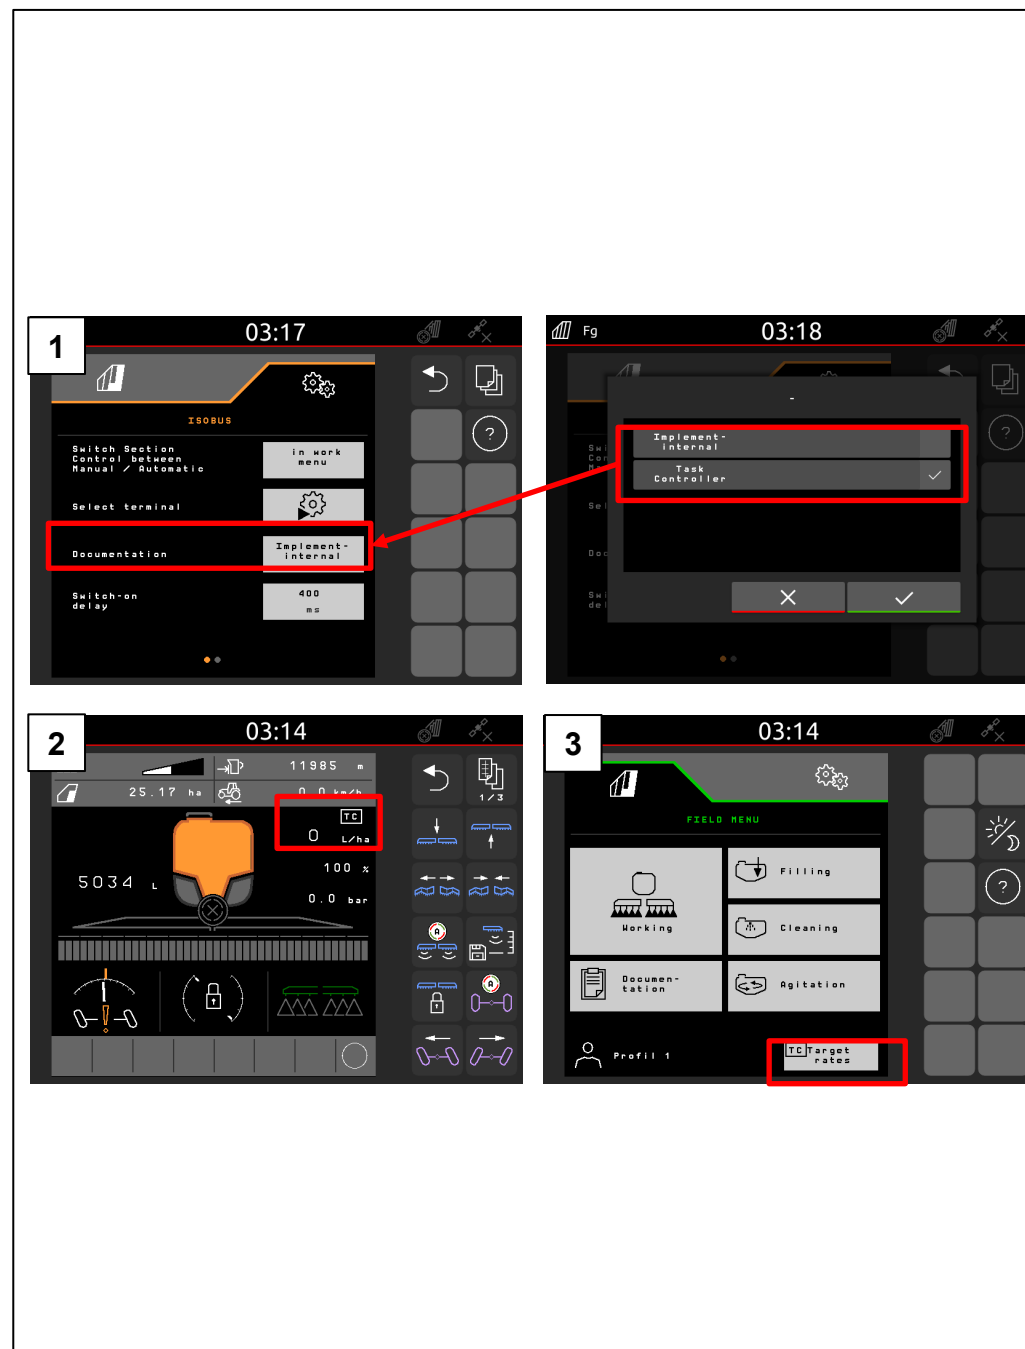 1
03:17
ISOBUS
Switch Section
Control between
Manual / Automatic
in work
menu
Select terminal
Documentation
Implement-
internal
Switch-on
delay
400
ms
Fg
03:18
-
Implement-
internal
Task
Controller
?
2
03:14
11985 m
25.17 ha
0.0 km/h
TC
0 L/ha
5034 L
100 %
0.0 bar
1/3
A
A
3
03:14
FIELD MENU
Working
Filling
Cleaning
Documen-
tation
Agitation
Profil 1
TC Target
rates
?